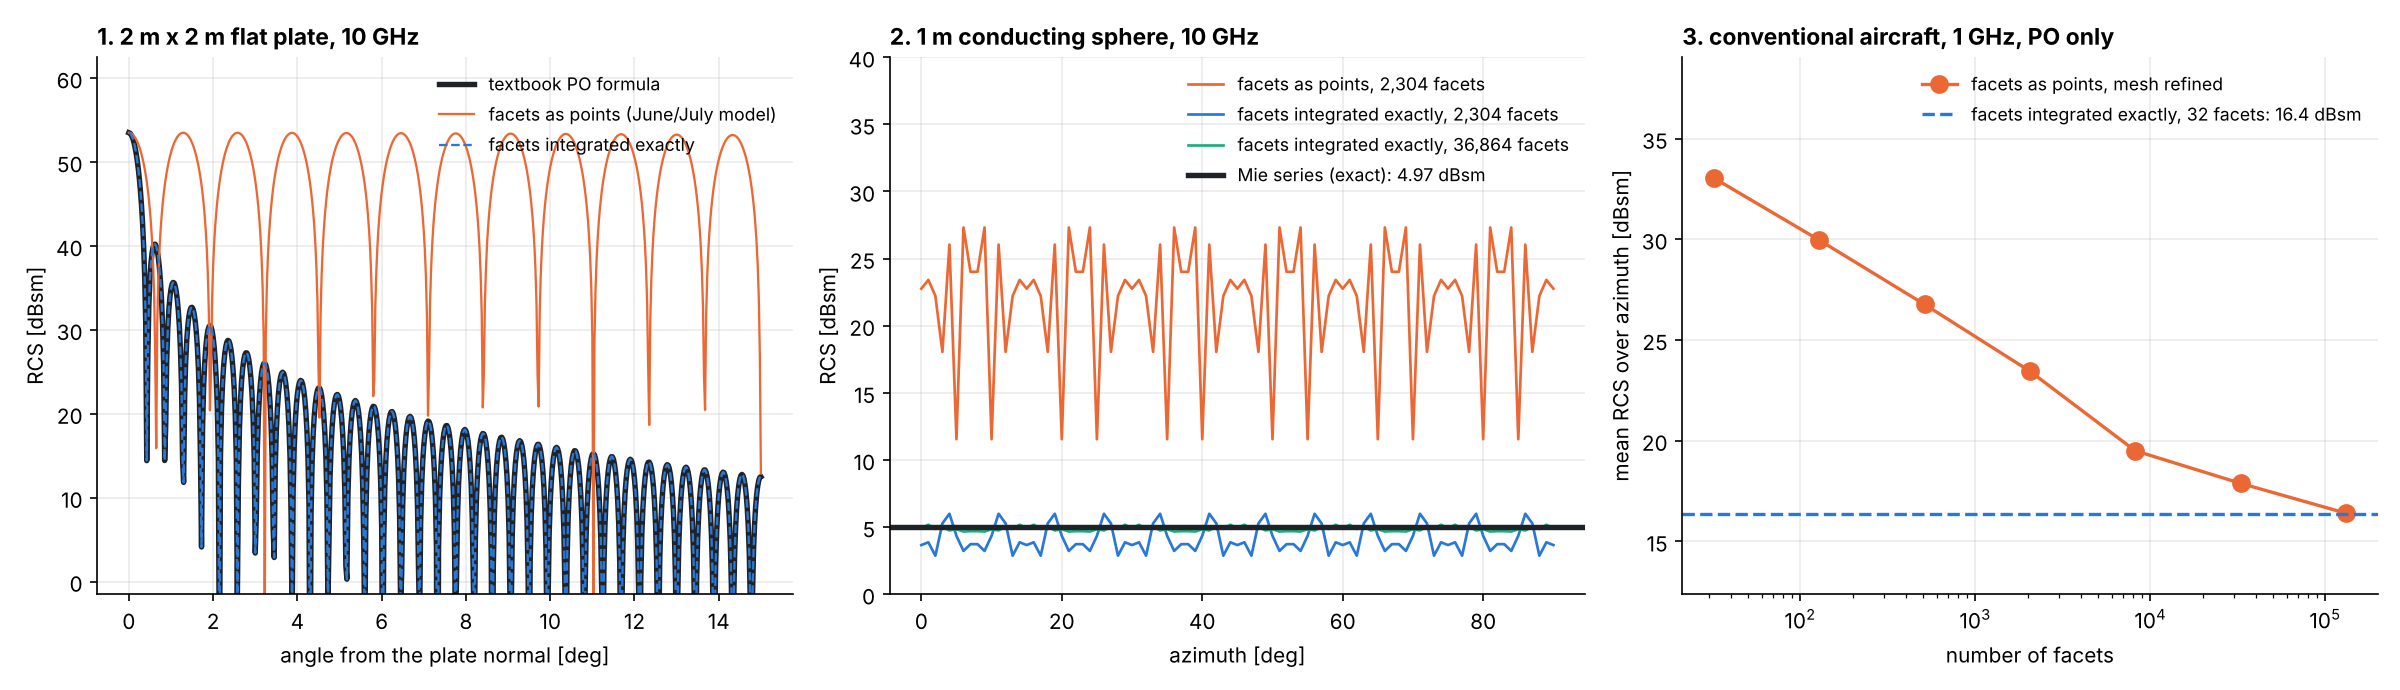 1. 2 m x 2 m flat plate, 10 GHz
RCS [dBsm]
60
50
40
30
20
10
0
textbook PO formula
facets as points (June/July model)
facets integrated exactly
0 2 4 6 8 10 12 14
angle from the plate normal [deg]
2. 1 m conducting sphere, 10 GHz
RCS [dBsm]
40
35
30
25
20
15
10
5
0
facets as points, 2,304 facets
facets integrated exactly, 2,304 facets
facets integrated exactly, 36,864 facets
Mie series (exact): 4.97 dBsm
0 20 40 60 80
azimuth [deg]
3. conventional aircraft, 1 GHz, PO only
mean RCS over azimuth [dBsm]
35
30
25
20
15
facets as points, mesh refined
facets integrated exactly, 32 facets: 16.4 dBsm
10² 10³ 10⁴ 10⁵
number of facets